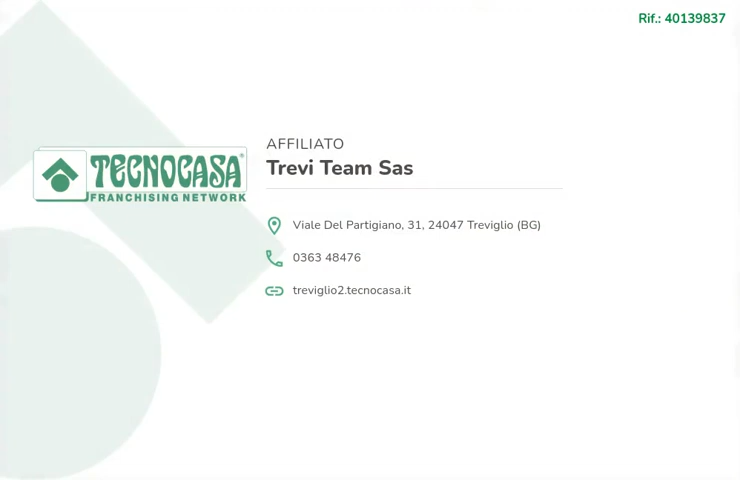 Rif.: 40139837
AFFILIATO
Trevi Team Sas
TECNOCASA®
FRANCHISING NETWORK
Viale Del Partigiano, 31, 24047 Treviglio (BG)
0363 48476
treviglio2.tecnocasa.it